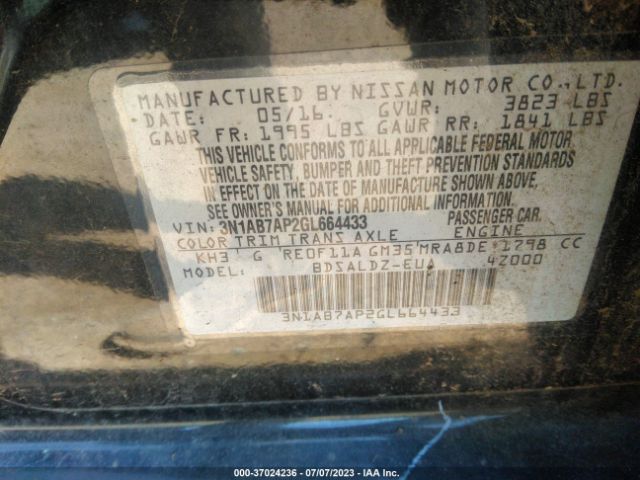 MANUFACTURED BY NISSAN MOTOR CO., LTD.
DATE: 05/16. GVWR: 3823 LBS
GAWR FR: 1995 LBS GAWR RR: 1841 LBS
THIS VEHICLE CONFORMS TO ALL APPLICABLE FEDERAL MOTOR
VEHICLE SAFETY, BUMPER AND THEFT PREVENTION STANDARDS
IN EFFECT ON THE DATE OF MANUFACTURE SHOWN ABOVE,
SEE OWNER'S MANUAL FOR ADDITIONAL INFORMATION.
VIN: 3N1AB7AP2GL664433 PASSENGER CAR.
COLOR TRIM TRANS AXLE ENGINE
KH3 G RE0F11A GM35 MRA8DE 1798 CC
MODEL: BDSALDZ-EUA 4Z000
3N1AB7AP2GL664433
000-37024236 - 07/07/2023 - IAA Inc.